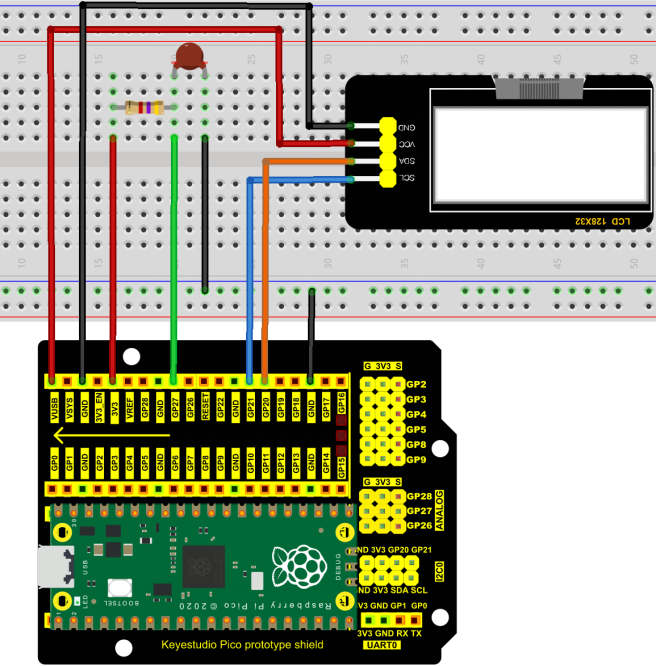 10 15 20 25 30 35 40 45 50
GND
VCC
SDA
SCL
LCD 128X32
10 15 20 25 30 35 40 45 50
VUSB VSYS GND 3V3_EN 3V3 VREF GP28 GND GP27 GP26 RESET GP22 GND GP21 GP20 GP19 GP18 GND GP17 GP16
GP0 GP1 GND GP2 GP3 GP4 GP5 GND GP6 GP7 GP8 GP9 GND GP10 GP11 GP12 GP13 GND GP14 GP15
G 3V3 S
GP2
GP3
GP4
GP5
GP8
GP9
G 3V3 S
GP28
GP27
GP26
ANALOG
ND 3V3 GP20 GP21
I2C0
ND 3V3 SDA SCL
V3 GND GP1 GP0
3V3 GND RX TX
UART0
39
USB
LED
1 2
BOOTSEL
DEBUG
Raspberry Pi Pico © 2020
Keyestudio Pico prototype shield